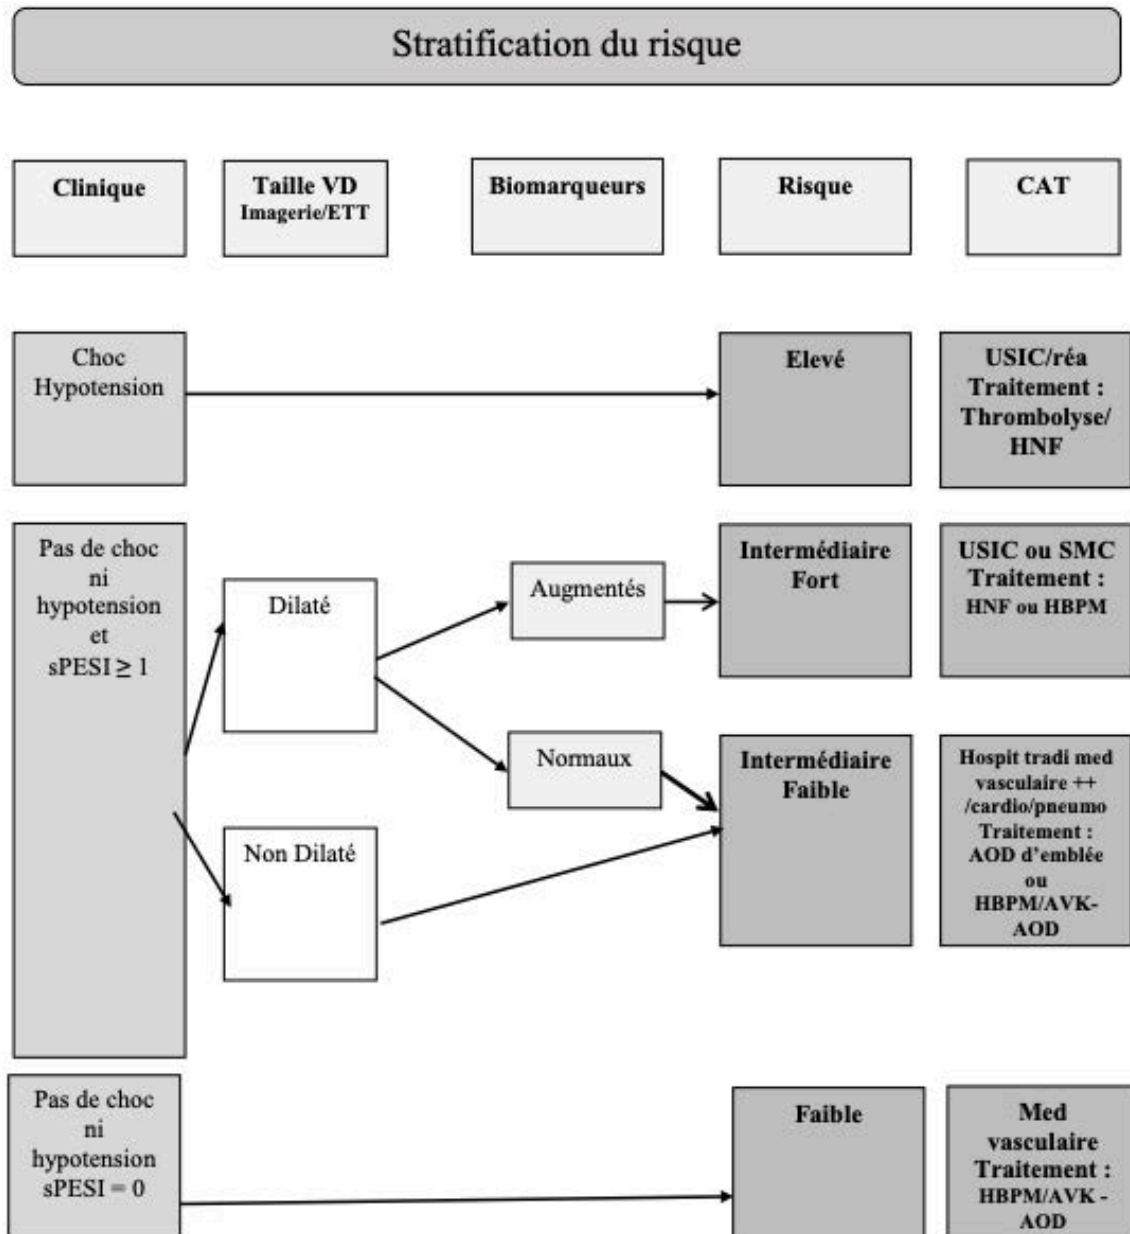 Stratification du risque
Clinique
Taille VD
Imagerie/ETT
Biomarqueurs
Risque
CAT
Choc
Hypotension
Elevé
USIC/réa
Traitement :
Thrombolyse/
HNF
Pas de choc
ni
hypotension
et
sPESI ≥ 1
Dilaté
Augmentés
Intermédiaire
Fort
USIC ou SMC
Traitement :
HNF ou HBPM
Normaux
Intermédiaire
Faible
Hospit tradi med
vasculaire ++
/cardio/pneumo
Traitement :
AOD d'emblée
ou
HBPM/AVK-
AOD
Non Dilaté
Pas de choc
ni
hypotension
sPESI = 0
Faible
Med
vasculaire
Traitement :
HBPM/AVK -
AOD